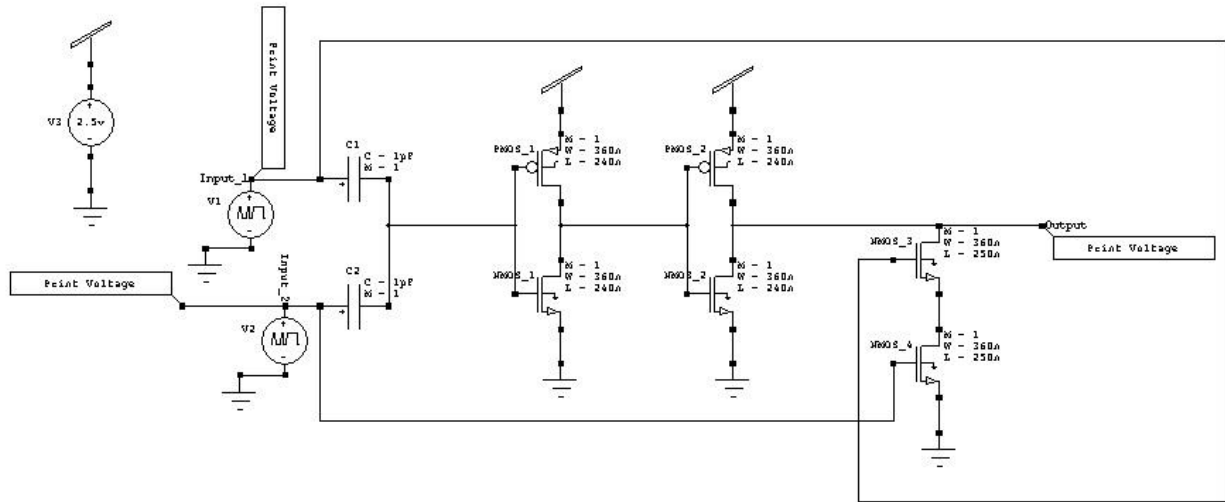 Print Voltage
V3
2.5v
Input_1
V1
C1
C - 1pF
M - 1
PMOS_1
M - 1
W - 360n
L - 240n
PMOS_2
M - 1
W - 360n
L - 240n
Input_2
C2
C - 1pF
M - 1
NMOS_1
M - 1
W - 360n
L - 240n
NMOS_2
M - 1
W - 360n
L - 240n
Output
Print Voltage
M - 1
NMOS_3
W - 360n
L - 250n
Print Voltage
V2
M - 1
NMOS_4
W - 360n
L - 250n